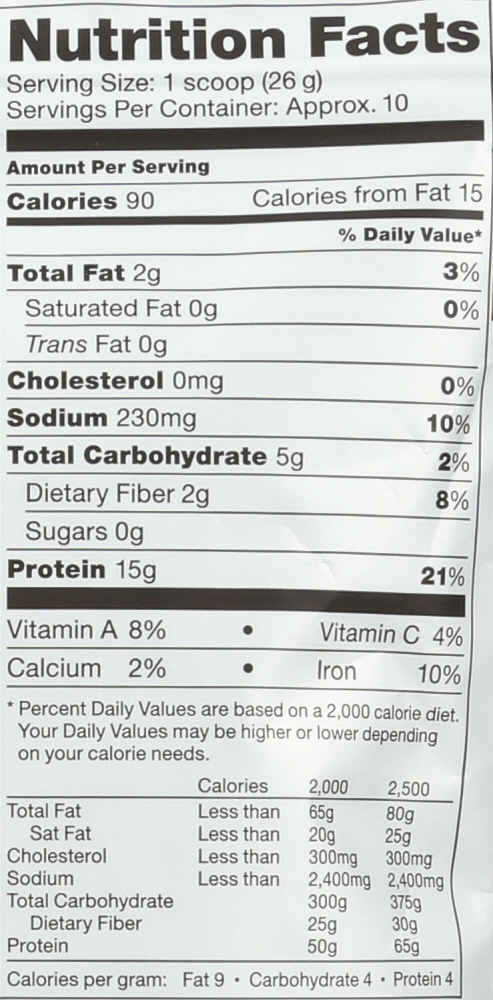 Nutrition Facts
Serving Size: 1 scoop (26 g)
Servings Per Container: Approx. 10
Amount Per Serving
Calories 90 Calories from Fat 15
% Daily Value*
Total Fat 2g 3%
Saturated Fat 0g 0%
Trans Fat 0g
Cholesterol 0mg 0%
Sodium 230mg 10%
Total Carbohydrate 5g 2%
Dietary Fiber 2g 8%
Sugars 0g
Protein 15g 21%
Vitamin A 8% • Vitamin C 4%
Calcium 2% • Iron 10%
* Percent Daily Values are based on a 2,000 calorie diet.
Your Daily Values may be higher or lower depending
on your calorie needs.
Calories 2,000 2,500
Total Fat Less than 65g 80g
Sat Fat Less than 20g 25g
Cholesterol Less than 300mg 300mg
Sodium Less than 2,400mg 2,400mg
Total Carbohydrate 300g 375g
Dietary Fiber 25g 30g
Protein 50g 65g
Calories per gram: Fat 9 • Carbohydrate 4 • Protein 4